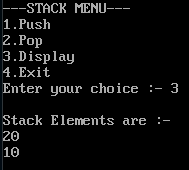 ---STACK MENU---
1.Push
2.Pop
3.Display
4.Exit
Enter your choice :- 3
Stack Elements are :-
20
10